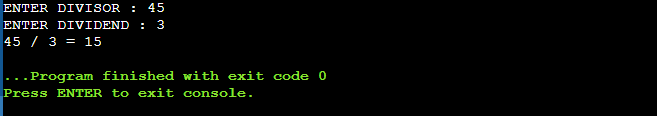 ENTER DIVISOR : 45
ENTER DIVIDEND : 3
45 / 3 = 15
...Program finished with exit code 0
Press ENTER to exit console.